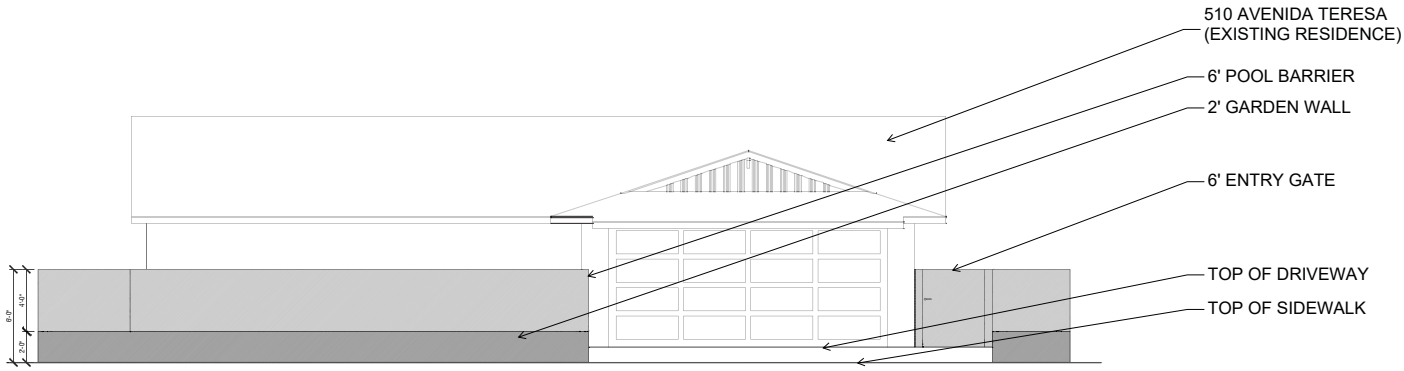 510 AVENIDA TERESA
(EXISTING RESIDENCE)
6' POOL BARRIER
2' GARDEN WALL
6' ENTRY GATE
TOP OF DRIVEWAY
TOP OF SIDEWALK
6'-0"
4'-0"
2'-0"